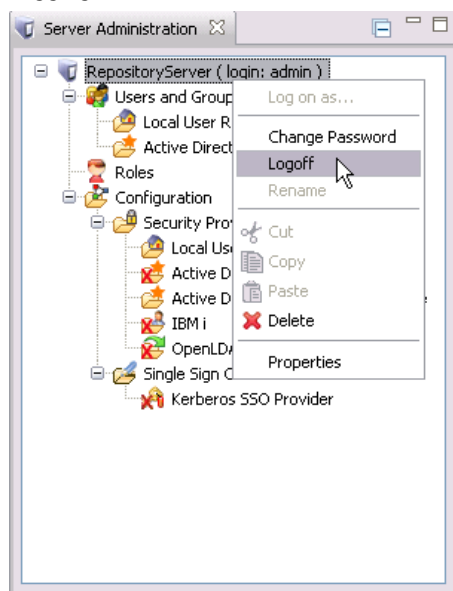 Server Administration
RepositoryServer ( login: admin )
Users and Group
Log on as...
Local User R
Active Direct
Change Password
Roles
Logoff
Configuration
Rename
Security Pro
Local Use
Cut
Active D
Copy
Active D
Paste
e
IBM i
Delete
OpenLDA
Single Sign O
Properties
Kerberos SSO Provider